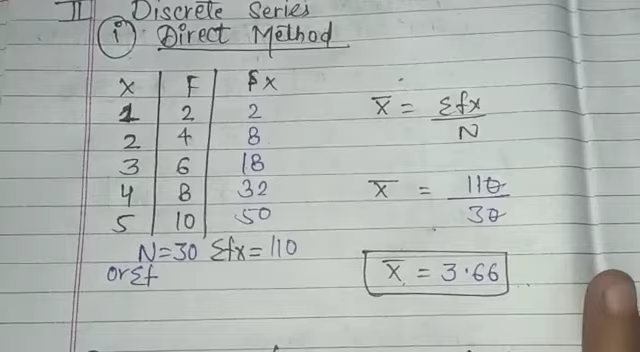 II Discrete Series
(i) Direct Method
X F FX
1 2 2
2 4 8
3 6 18
4 8 32
5 10 50
N=30 Σfx=110
or Σf
X̄ = Σfx/N
X̄ = 110/30
X̄ = 3.66